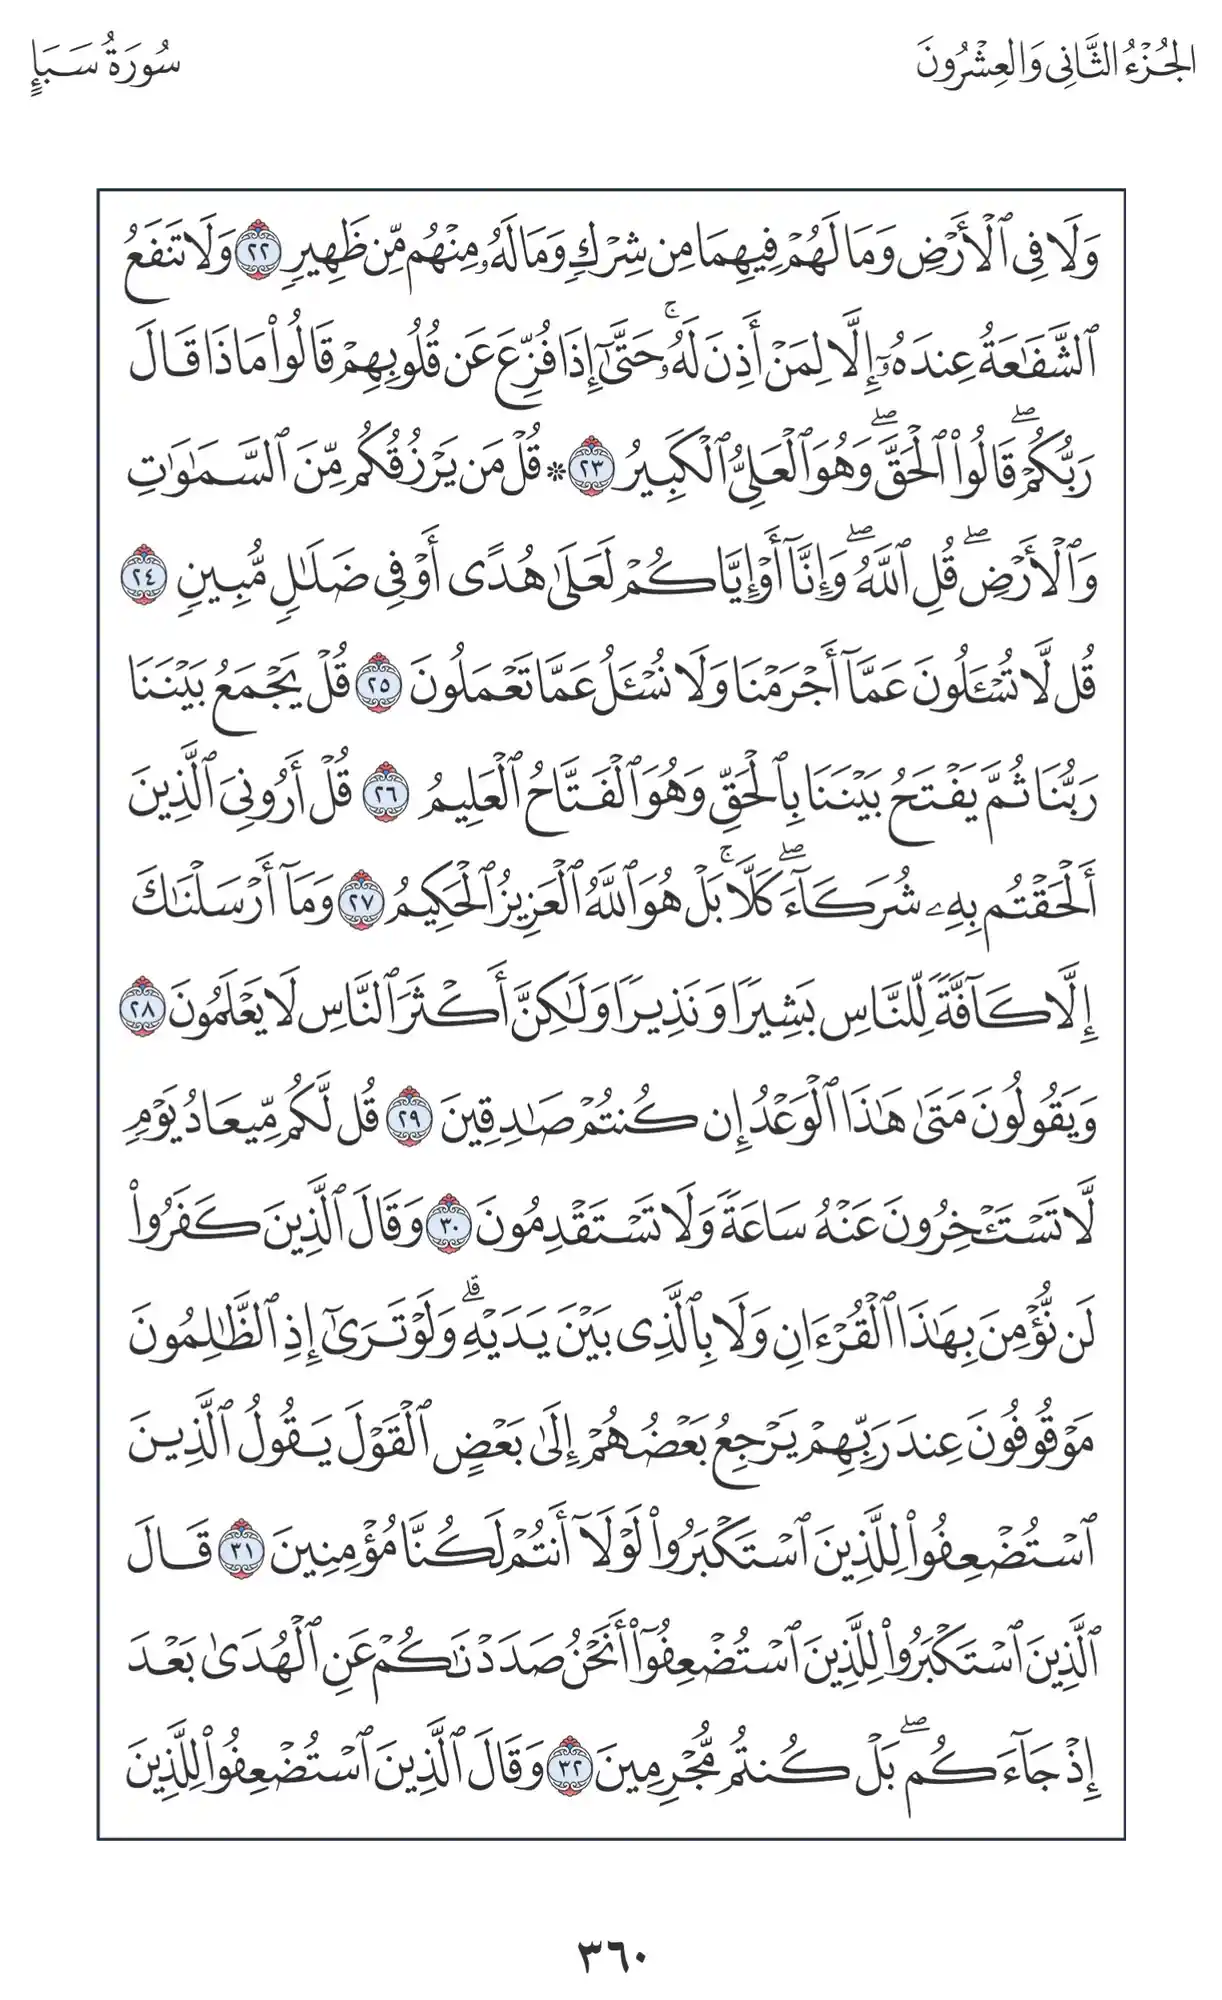 الجُزْءُ الثَّانِي وَالعِشْرُونَ
سُورَةُ سَبَإٍ
وَلَا فِي ٱلْأَرْضِ وَمَا لَهُمْ فِيهِمَا مِن شِرْكٍ وَمَا لَهُۥ مِنْهُم مِّن ظَهِيرٍ ٢٢ وَلَا تَنفَعُ
ٱلشَّفَٰعَةُ عِندَهُۥٓ إِلَّا لِمَنْ أَذِنَ لَهُۥۚ حَتَّىٰٓ إِذَا فُزِّعَ عَن قُلُوبِهِمْ قَالُوا۟ مَاذَا قَالَ
رَبُّكُمْۖ قَالُوا۟ ٱلْحَقَّۖ وَهُوَ ٱلْعَلِىُّ ٱلْكَبِيرُ ٢٣ * قُلْ مَن يَرْزُقُكُم مِّنَ ٱلسَّمَٰوَٰتِ
وَٱلْأَرْضِۖ قُلِ ٱللَّهُۖ وَإِنَّآ أَوْ إِيَّاكُمْ لَعَلَىٰ هُدًى أَوْ فِى ضَلَٰلٍ مُّبِينٍ ٢٤
قُل لَّا تُسْـَٔلُونَ عَمَّآ أَجْرَمْنَا وَلَا نُسْـَٔلُ عَمَّا تَعْمَلُونَ ٢٥ قُلْ يَجْمَعُ بَيْنَنَا
رَبُّنَا ثُمَّ يَفْتَحُ بَيْنَنَا بِٱلْحَقِّ وَهُوَ ٱلْفَتَّاحُ ٱلْعَلِيمُ ٢٦ قُلْ أَرُونِىَ ٱلَّذِينَ
أَلْحَقْتُم بِهِۦ شُرَكَآءَۖ كَلَّاۚ بَلْ هُوَ ٱللَّهُ ٱلْعَزِيزُ ٱلْحَكِيمُ ٢٧ وَمَآ أَرْسَلْنَٰكَ
إِلَّا كَآفَّةً لِّلنَّاسِ بَشِيرًا وَنَذِيرًا وَلَٰكِنَّ أَكْثَرَ ٱلنَّاسِ لَا يَعْلَمُونَ ٢٨
وَيَقُولُونَ مَتَىٰ هَٰذَا ٱلْوَعْدُ إِن كُنتُمْ صَٰدِقِينَ ٢٩ قُل لَّكُم مِّيعَادُ يَوْمٍ
لَّا تَسْتَـْٔخِرُونَ عَنْهُ سَاعَةً وَلَا تَسْتَقْدِمُونَ ٣٠ وَقَالَ ٱلَّذِينَ كَفَرُوا۟
لَن نُّؤْمِنَ بِهَٰذَا ٱلْقُرْءَانِ وَلَا بِٱلَّذِى بَيْنَ يَدَيْهِۗ وَلَوْ تَرَىٰٓ إِذِ ٱلظَّٰلِمُونَ
مَوْقُوفُونَ عِندَ رَبِّهِمْ يَرْجِعُ بَعْضُهُمْ إِلَىٰ بَعْضٍ ٱلْقَوْلَ يَقُولُ ٱلَّذِينَ
ٱسْتُضْعِفُوا۟ لِلَّذِينَ ٱسْتَكْبَرُوا۟ لَوْلَآ أَنتُمْ لَكُنَّا مُؤْمِنِينَ ٣١ قَالَ
ٱلَّذِينَ ٱسْتَكْبَرُوا۟ لِلَّذِينَ ٱسْتُضْعِفُوٓا۟ أَنَحْنُ صَدَدْنَٰكُمْ عَنِ ٱلْهُدَىٰ بَعْدَ
إِذْ جَآءَكُمۖ بَلْ كُنتُم مُّجْرِمِينَ ٣٢ وَقَالَ ٱلَّذِينَ ٱسْتُضْعِفُوا۟ لِلَّذِينَ
٣٦٠